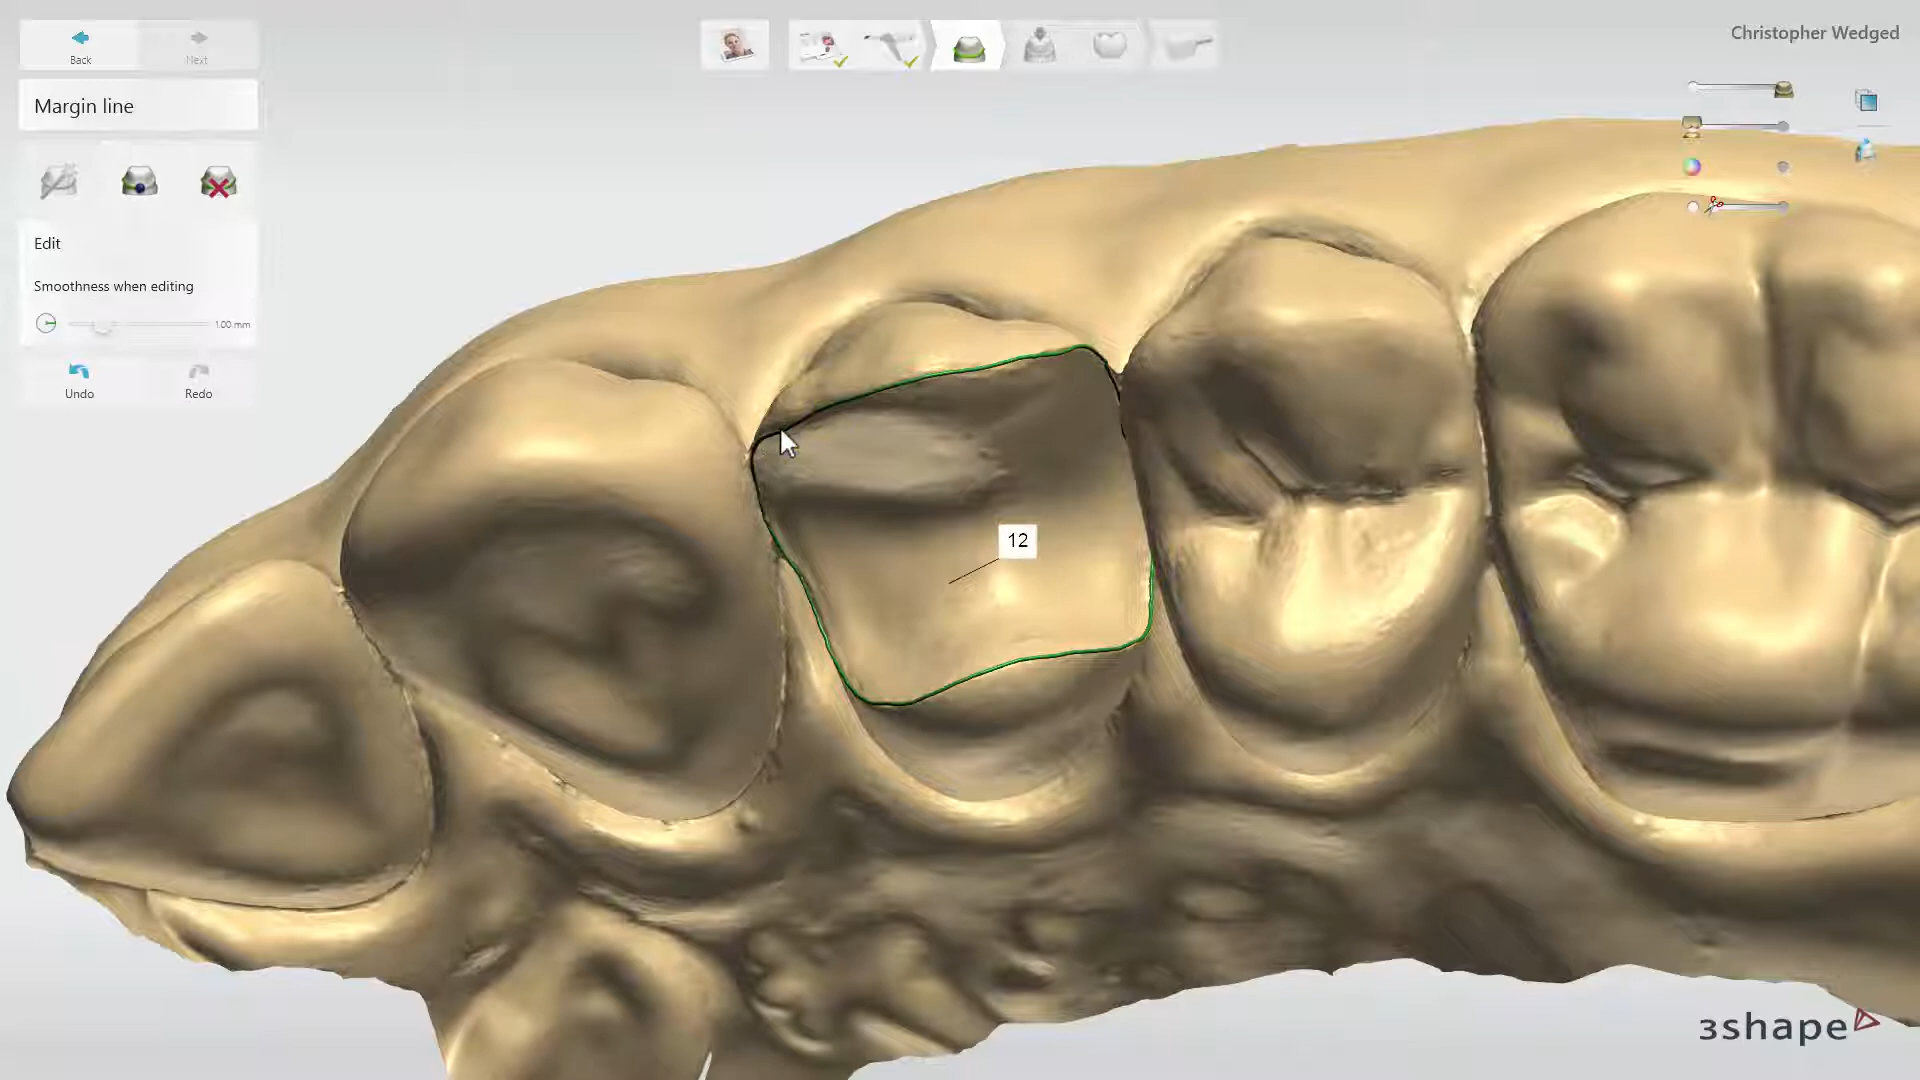 Back
Next
Christopher Wedged
Margin line
Edit
Smoothness when editing
1.00 mm
Undo
Redo
12
3shape